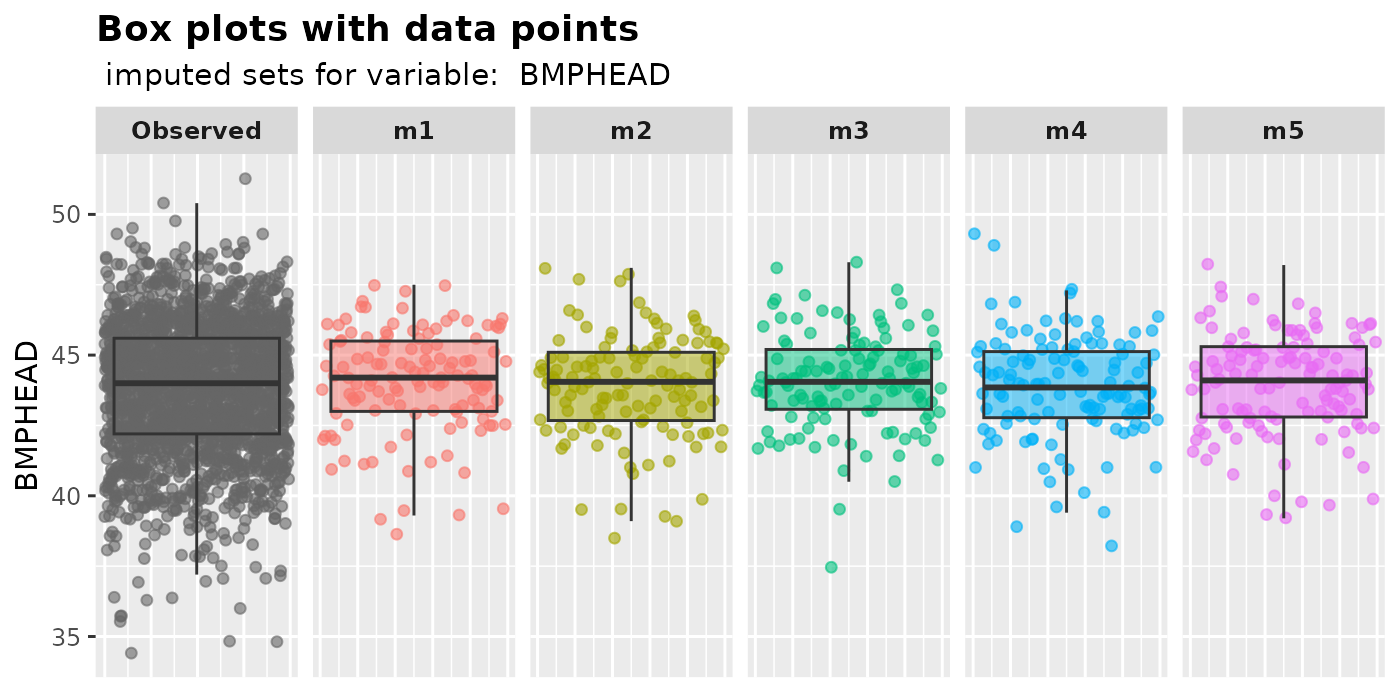 Box plots with data points
imputed sets for variable:  BMPHEAD
Observed m1 m2 m3 m4 m5
50
45
40
35
BMPHEAD